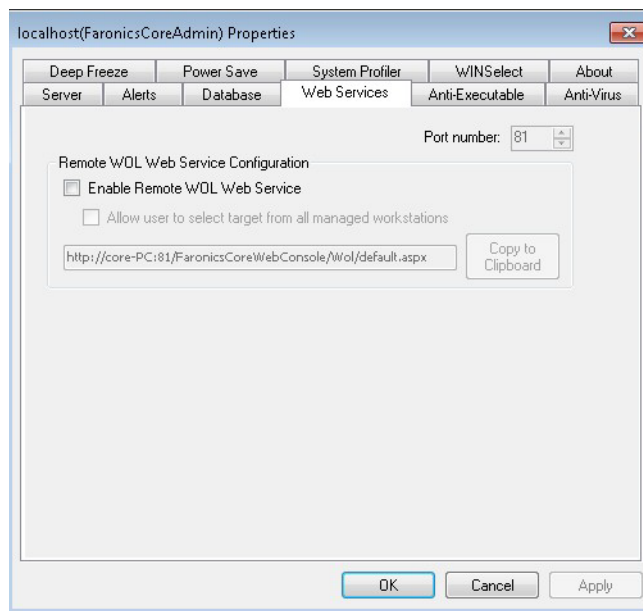 localhost(FaronicsCoreAdmin) Properties
Deep Freeze Power Save System Profiler WINSelect About
Server Alerts Database Web Services Anti-Executable Anti-Virus
Port number: 81
Remote WOL Web Service Configuration
Enable Remote WOL Web Service
Allow user to select target from all managed workstations
http://core-PC:81/FaronicsCoreWebConsole/Wol/default.aspx
Copy to
Clipboard
OK Cancel Apply